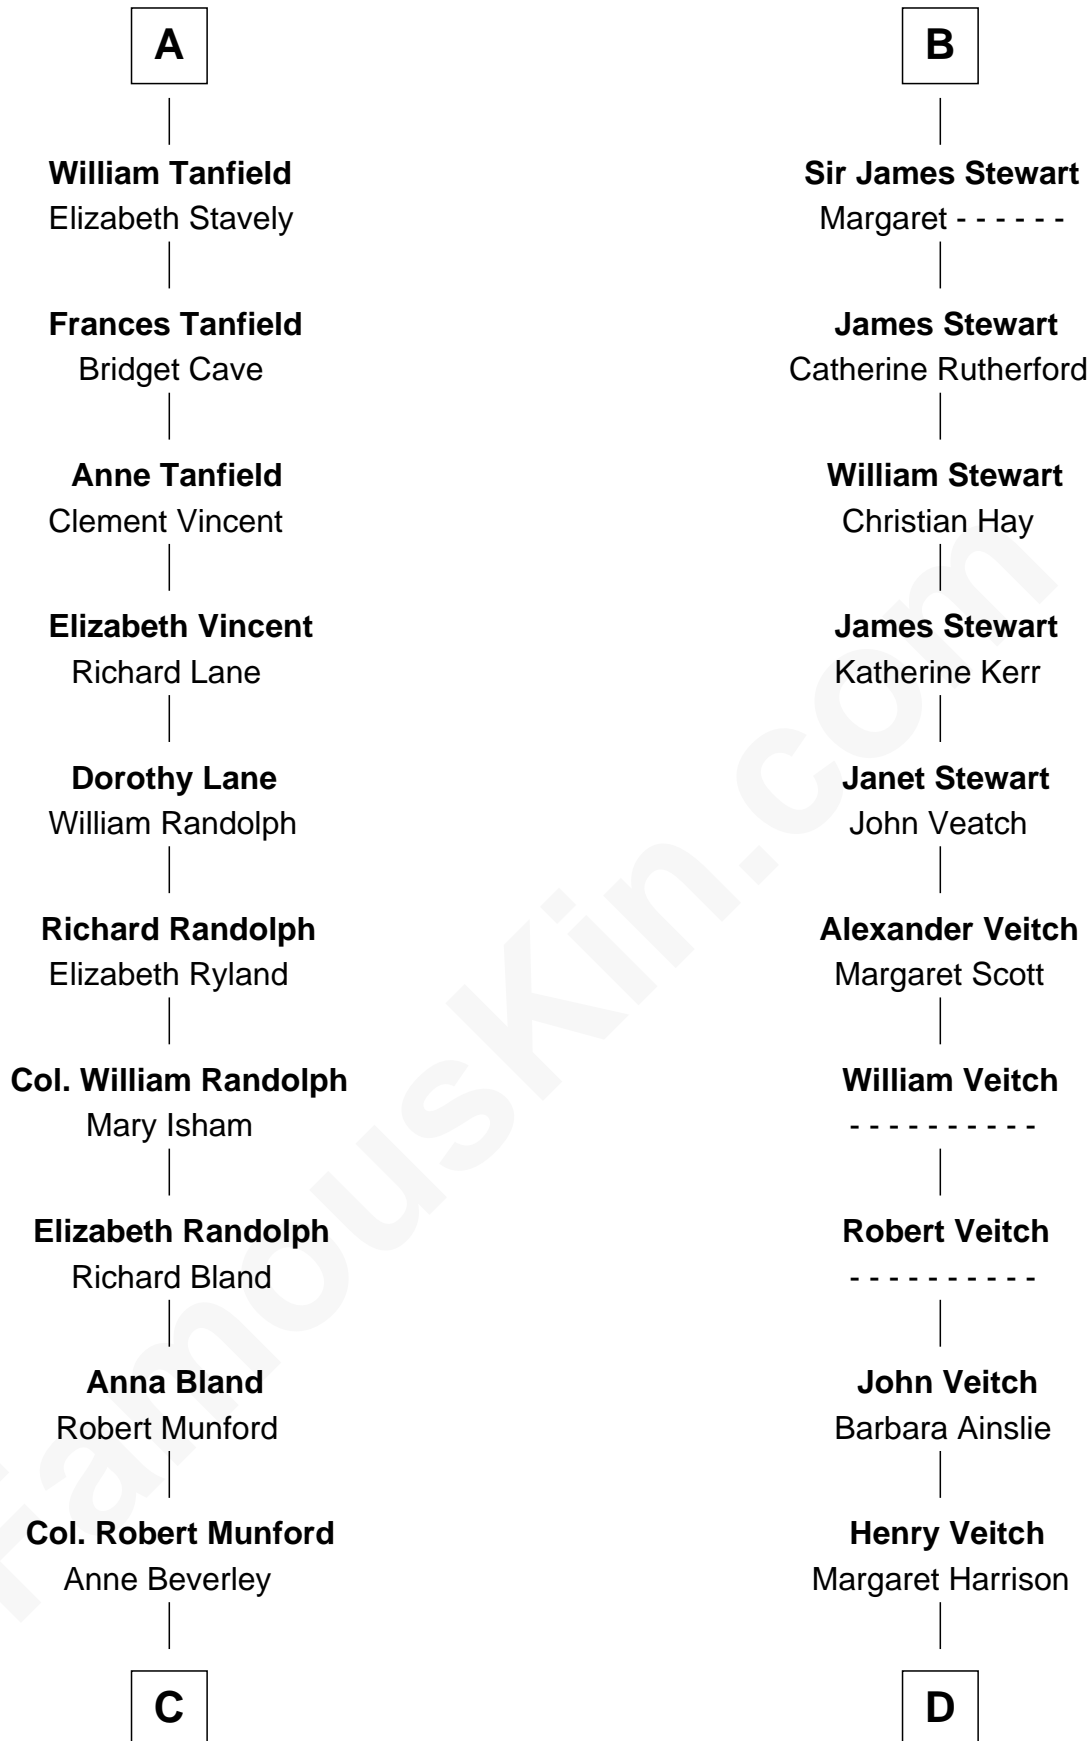 A
B
William Tanfield
Elizabeth Stavely
Sir James Stewart
Margaret - - - - - -
Frances Tanfield
Bridget Cave
James Stewart
Catherine Rutherford
Anne Tanfield
Clement Vincent
William Stewart
Christian Hay
Elizabeth Vincent
Richard Lane
James Stewart
Katherine Kerr
Dorothy Lane
William Randolph
Janet Stewart
John Veatch
Richard Randolph
Elizabeth Ryland
Alexander Veitch
Margaret Scott
Col. William Randolph
Mary Isham
William Veitch
- - - - - - - - - -
Elizabeth Randolph
Richard Bland
Robert Veitch
- - - - - - - - - -
Anna Bland
Robert Munford
John Veitch
Barbara Ainslie
Col. Robert Munford
Anne Beverley
Henry Veitch
Margaret Harrison
C
D
FamousKin.com